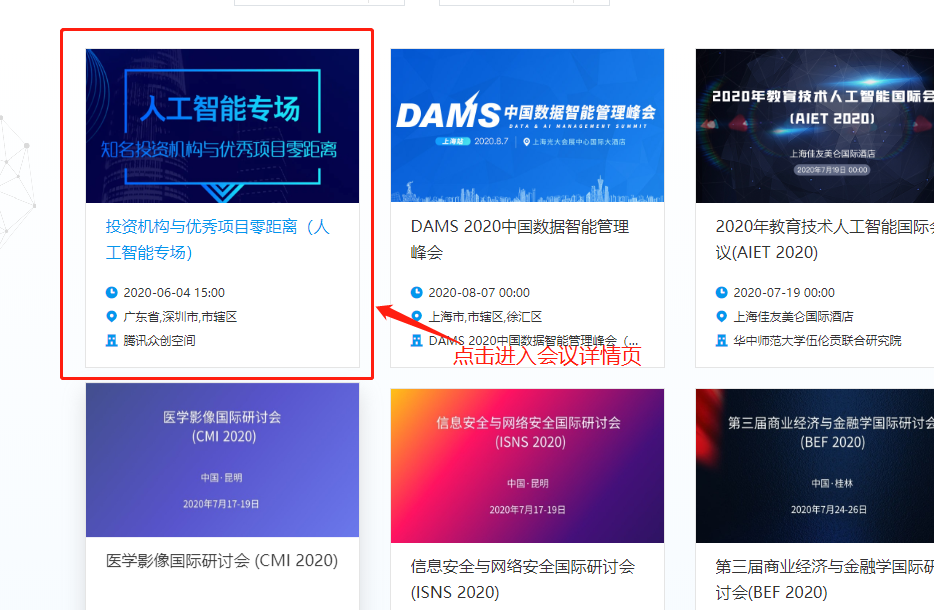 人工智能专场
知名投资机构与优秀项目零距离
投资机构与优秀项目零距离（人
工智能专场）
2020-06-04 15:00
广东省,深圳市,市辖区
腾讯众创空间
DAMS 中国数据智能管理峰会
DATA & AI MANAGEMENT SUMMIT
上海站 2020.8.7 上海光大会展中心国际大酒店
DAMS 2020中国数据智能管理
峰会
2020-08-07 00:00
上海市,市辖区,徐汇区
DAMS 2020中国数据智能管理峰会（...
点击进入会议详情页
2020年教育技术人工智能国际会
(AIET 2020)
上海佳友美仑国际酒店
2020年7月19日 00:00
2020年教育技术人工智能国际会
议(AIET 2020)
2020-07-19 00:00
上海佳友美仑国际酒店
华中师范大学伍伦贡联合研究院
医学影像国际研讨会
(CMI 2020)
中国·昆明
2020年7月17-19日
医学影像国际研讨会 (CMI 2020)
信息安全与网络安全国际研讨会
(ISNS 2020)
中国·昆明
2020年7月17-19日
信息安全与网络安全国际研讨会
(ISNS 2020)
第三届商业经济与金融学国际研讨会
(BEF 2020)
中国·桂林
2020年7月24-26日
第三届商业经济与金融学国际研
讨会(BEF 2020)